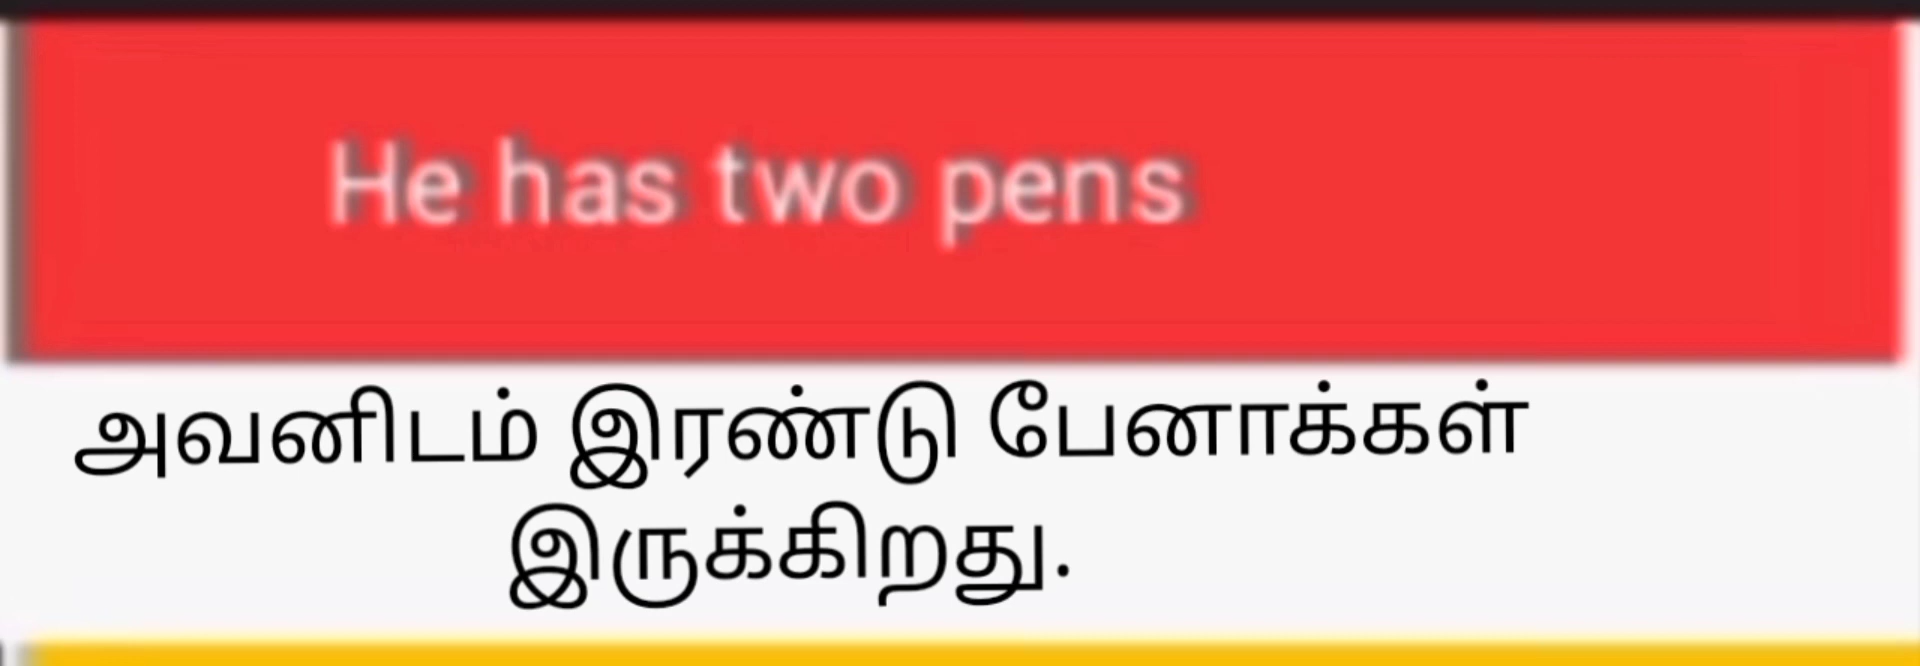 He has two pens
அவனிடம் இரண்டு பேனாக்கள்
இருக்கிறது.